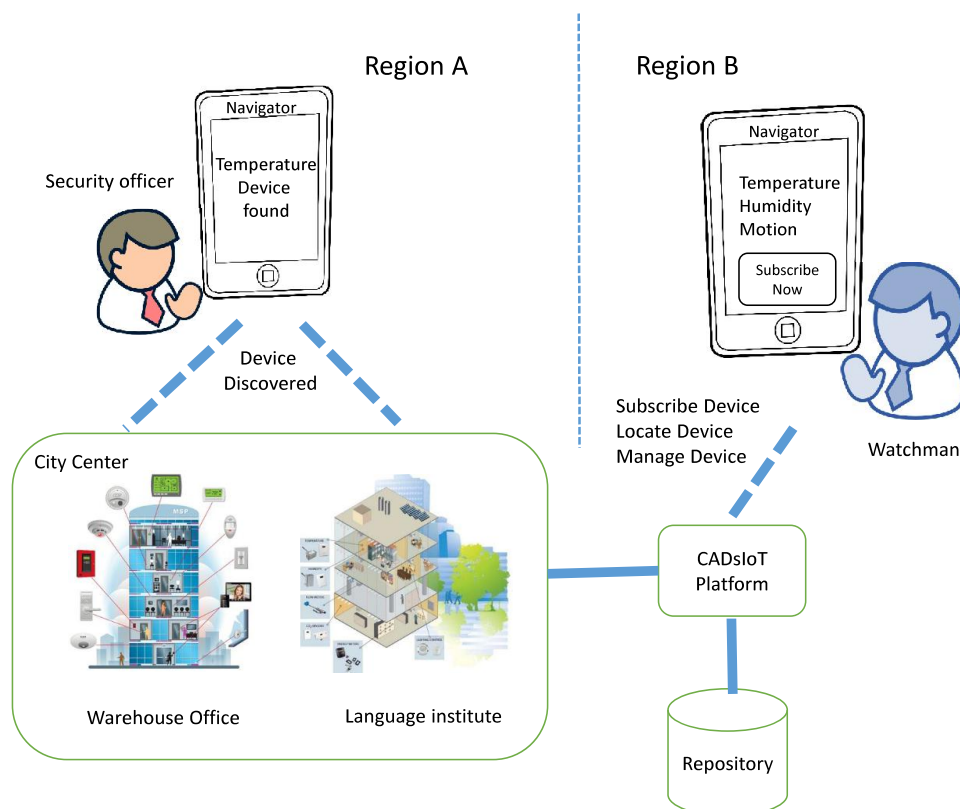 Region A
Region B
Navigator
Temperature
Device
found
Security officer
Navigator
Temperature
Humidity
Motion
Subscribe
Now
Device
Discovered
Subscribe Device
Locate Device
Manage Device
Watchman
City Center
MSP
CADsIoT
Platform
Warehouse Office
Language institute
Repository